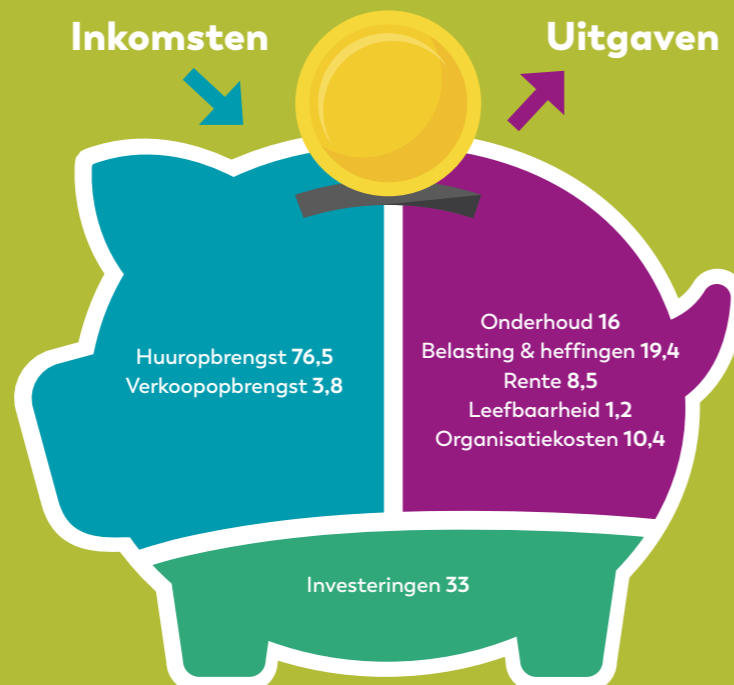 Inkomsten
Uitgaven
Huuropbrengst 76,5
Verkoopopbrengst 3,8
Onderhoud 16
Belasting & heffingen 19,4
Rente 8,5
Leefbaarheid 1,2
Organisatiekosten 10,4
Investeringen 33